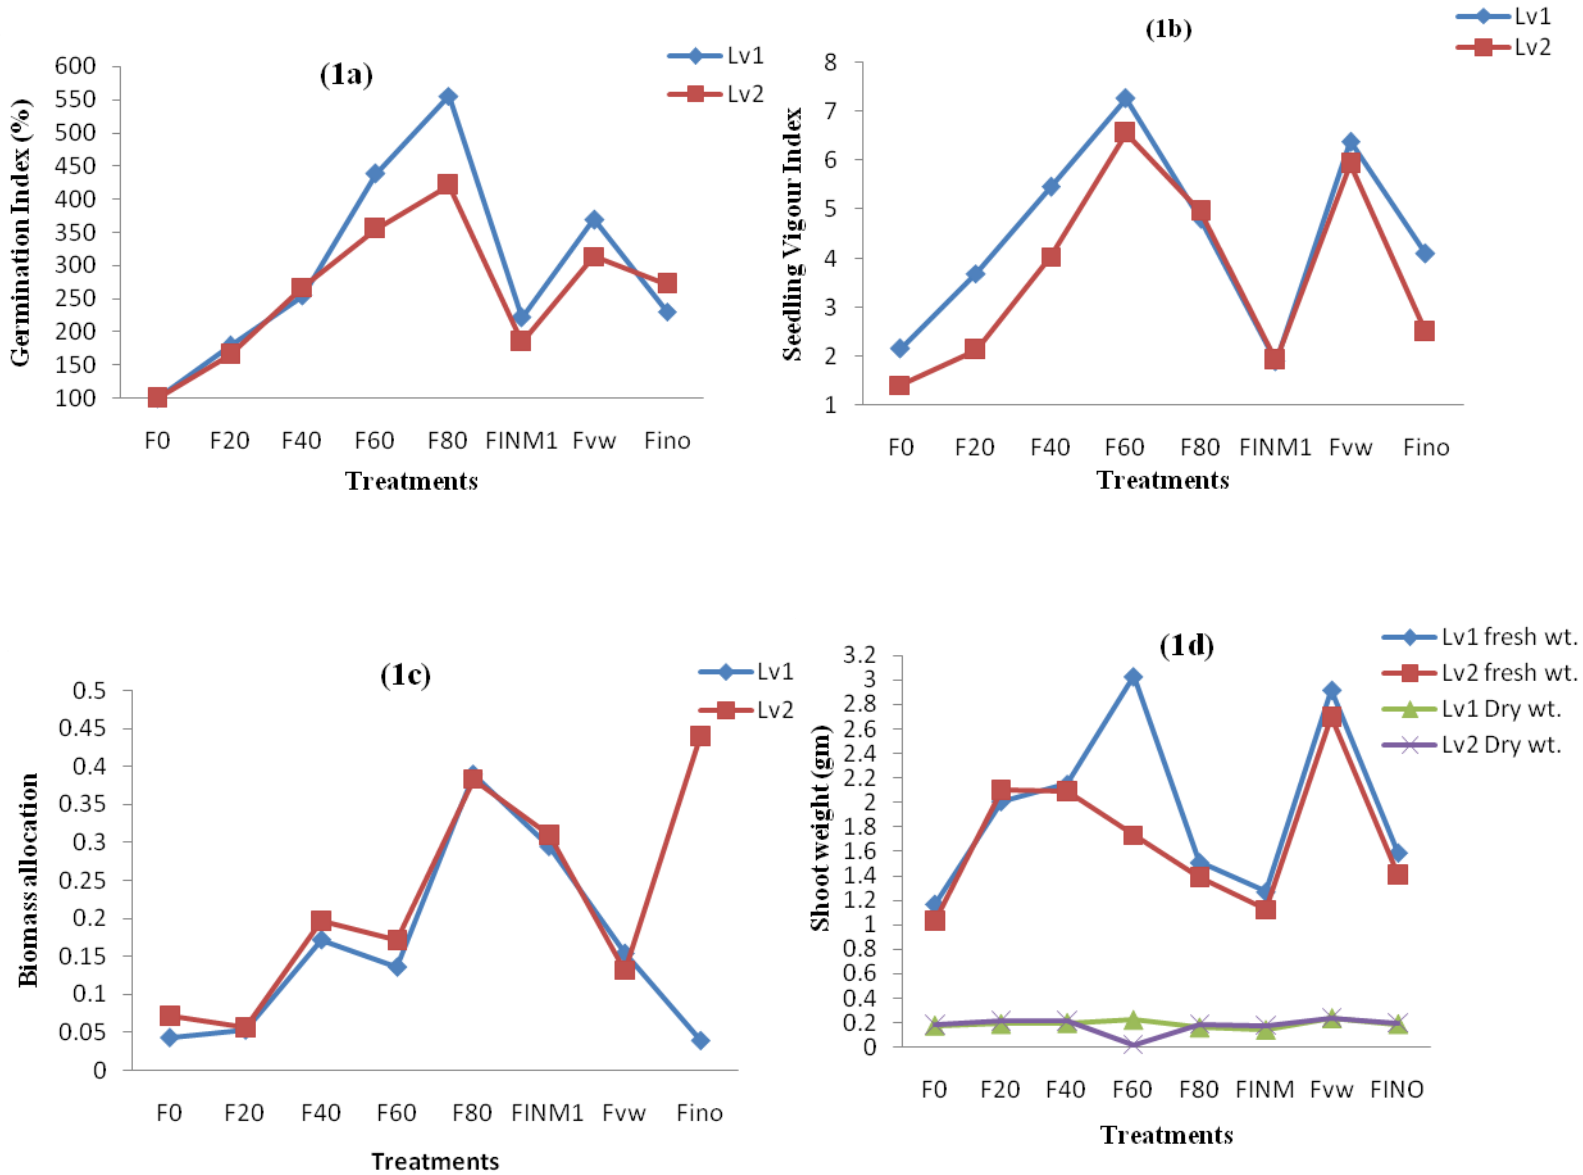 (1a)
Lv1
Lv2
Germination Index (%)
600
550
500
450
400
350
300
250
200
150
100
F0 F20 F40 F60 F80 FINM1 Fvw Fino
Treatments
(1b)
Lv1
Lv2
Seedling Vigour Index
8
7
6
5
4
3
2
1
F0 F20 F40 F60 F80 FINM1 Fvw Fino
Treatments
(1c)
Lv1
Lv2
Biomass allocation
0.5
0.45
0.4
0.35
0.3
0.25
0.2
0.15
0.1
0.05
0
F0 F20 F40 F60 F80 FINM1 Fvw Fino
Treatments
(1d)
Lv1 fresh wt.
Lv2 fresh wt.
Lv1 Dry wt.
Lv2 Dry wt.
Shoot weight (gm)
3.2
3
2.8
2.6
2.4
2.2
2
1.8
1.6
1.4
1.2
1
0.8
0.6
0.4
0.2
0
F0 F20 F40 F60 F80 FINM Fvw FINO
Treatments